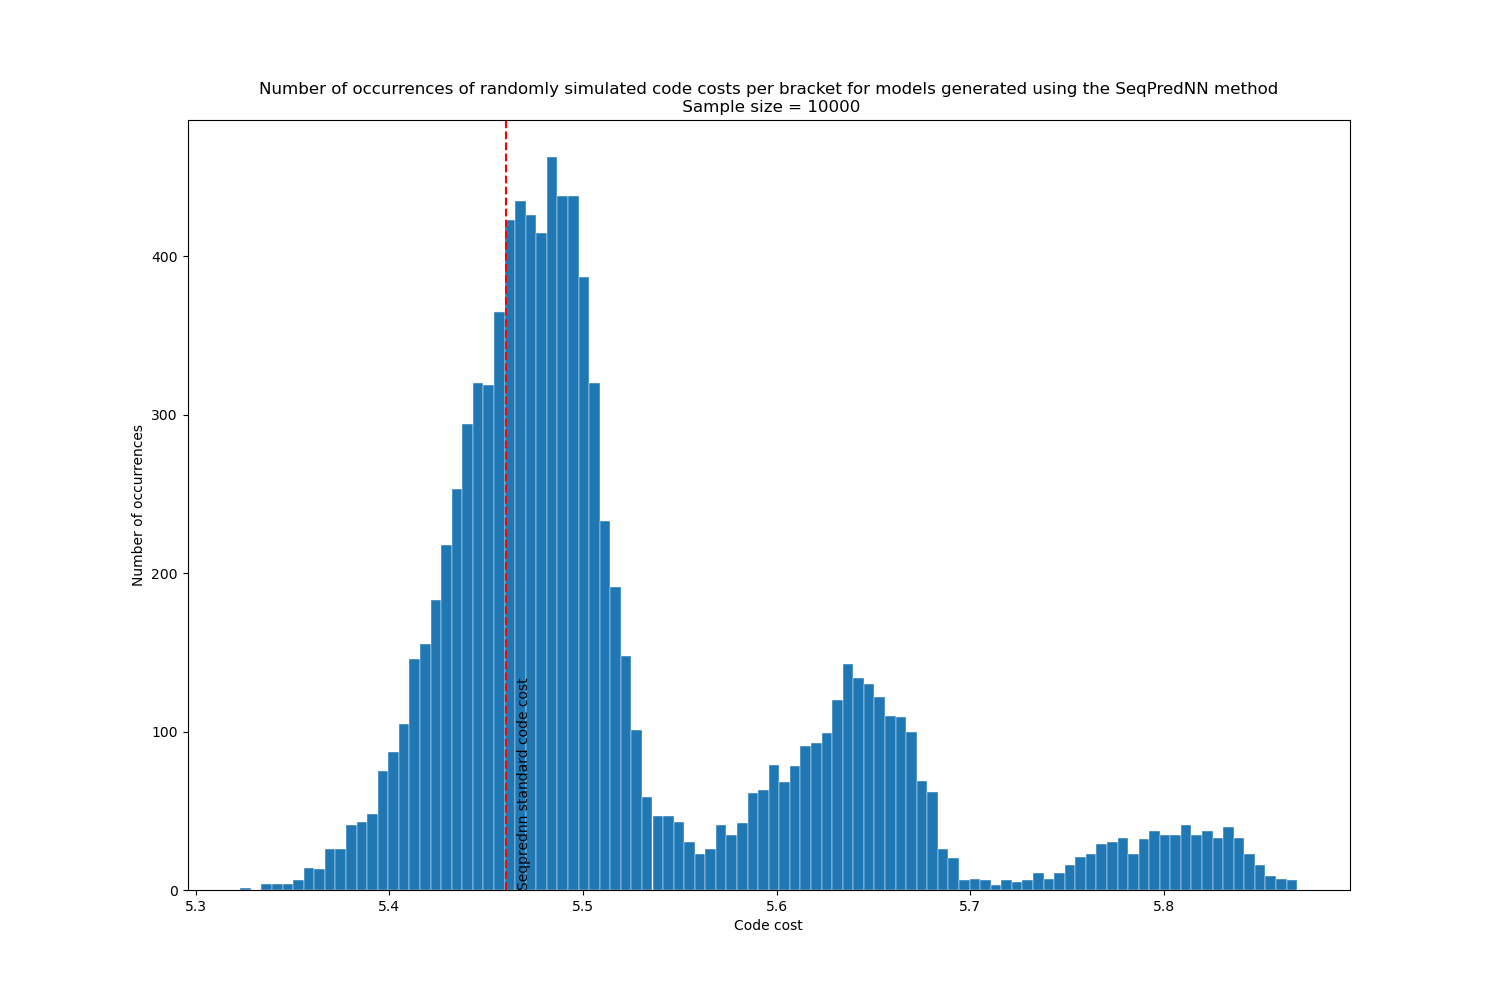 Number of occurrences of randomly simulated code costs per bracket for models generated using the SeqPredNN method
Sample size = 10000
Number of occurrences
400
300
200
100
0
Seqprednn standard code cost
5.3
5.4
5.5
5.6
5.7
5.8
Code cost